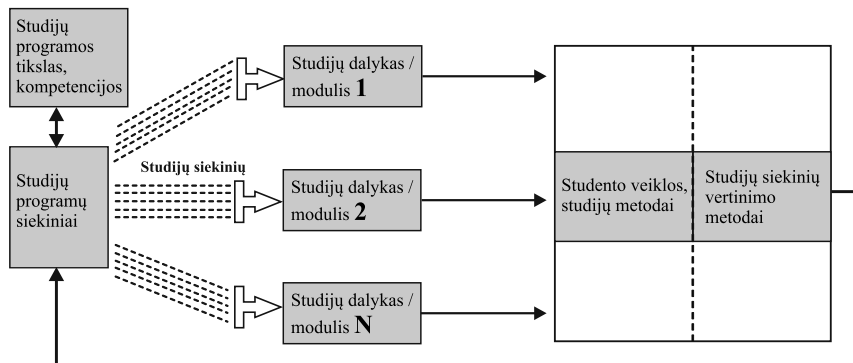 Studijų
programos
tikslas,
kompetencijos
Studijų
programų
siekiniai
Studijų siekinių
Studijų dalykas /
modulis 1
Studijų dalykas /
modulis 2
Studijų dalykas /
modulis N
Studento veiklos,
studijų metodai
Studijų siekinių
vertinimo
metodai